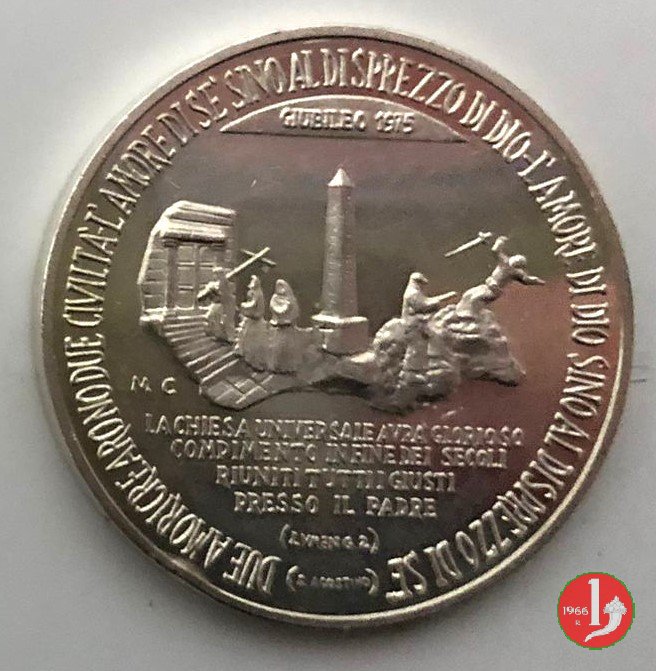 DUE AMORI CREARONO DUE CIVILTÀ-L'AMORE DI SE' SINO AL DISPREZZO DI DIO-L'AMORE DI DIO SINO AL DISPREZZO DI SE'
(S. AGOSTINO)
GIUBILEO 1975
M C
LA CHIESA UNIVERSALE AVRA GLORIOSO
COMPIMENTO INFINE DEI SECOLI
RIUNITI TUTTI I GIUSTI
PRESSO IL PADRE
1966
R